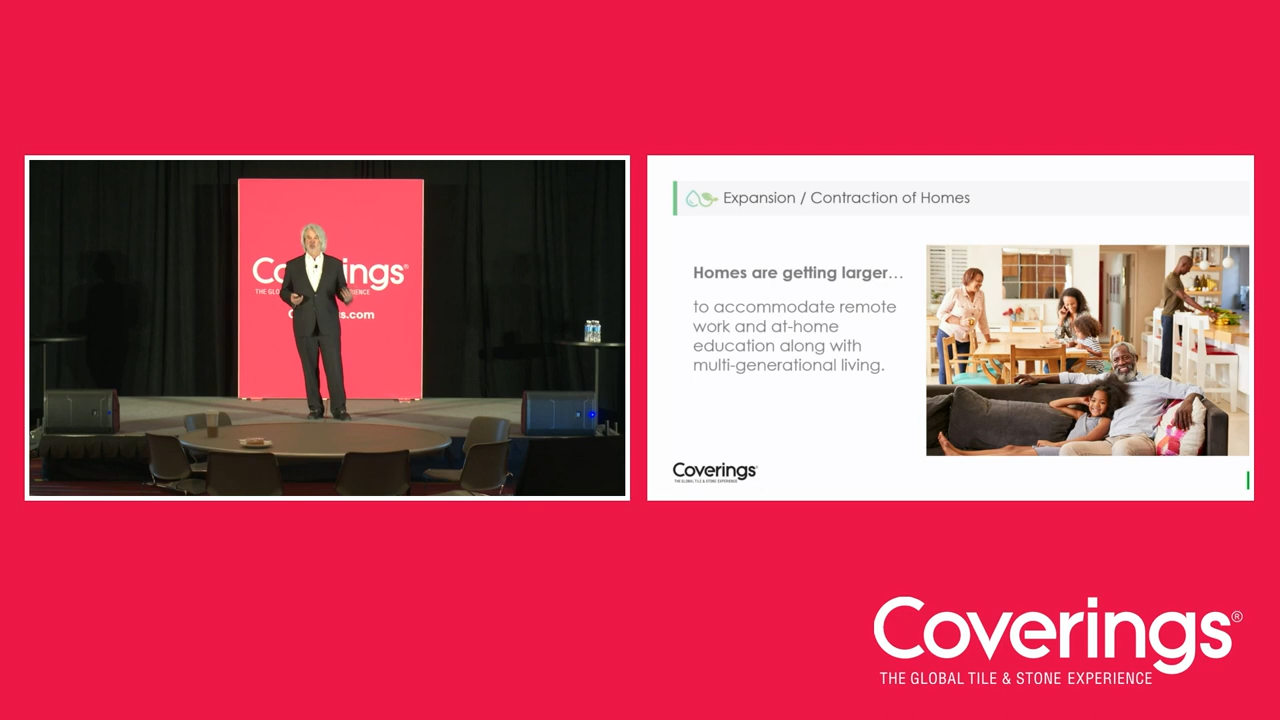 Coverings®
Expansion / Contraction of Homes
Homes are getting larger...
to accommodate remote
work and at-home
education along with
multi-generational living.
Coverings®
THE GLOBAL TILE & STONE EXPERIENCE
Coverings®
THE GLOBAL TILE & STONE EXPERIENCE